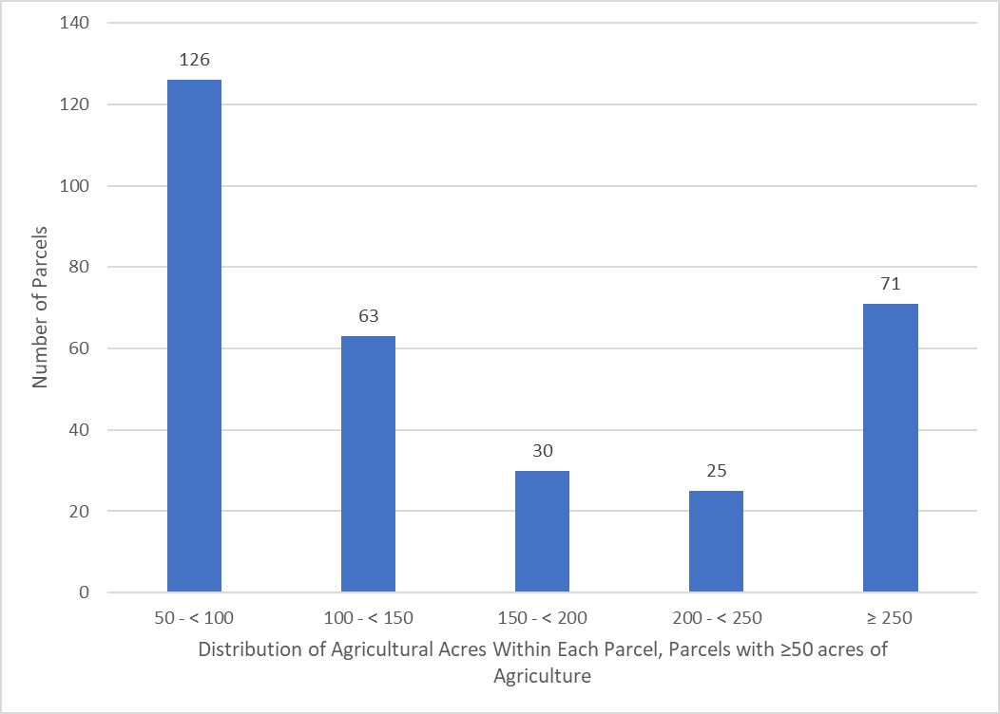 140
120
100
80
60
40
20
0
Number of Parcels
126
63
30
25
71
50 - < 100
100 - < 150
150 - < 200
200 - < 250
≥ 250
Distribution of Agricultural Acres Within Each Parcel, Parcels with ≥50 acres of
Agriculture